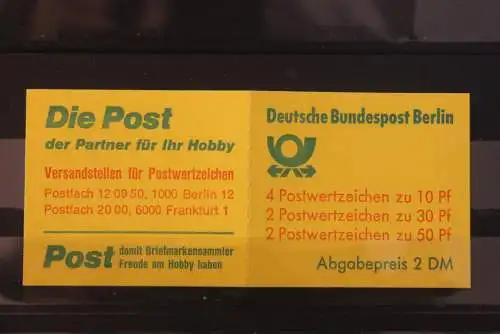 Die Post
der Partner für Ihr Hobby
Versandstellen für Postwertzeichen
Postfach 12 09 50, 1000 Berlin 12
Postfach 20 00, 6000 Frankfurt 1
Post damit Briefmarkensammler
Freude am Hobby haben
Deutsche Bundespost Berlin
4 Postwertzeichen zu 10 Pf
2 Postwertzeichen zu 30 Pf
2 Postwertzeichen zu 50 Pf
Abgabepreis 2 DM